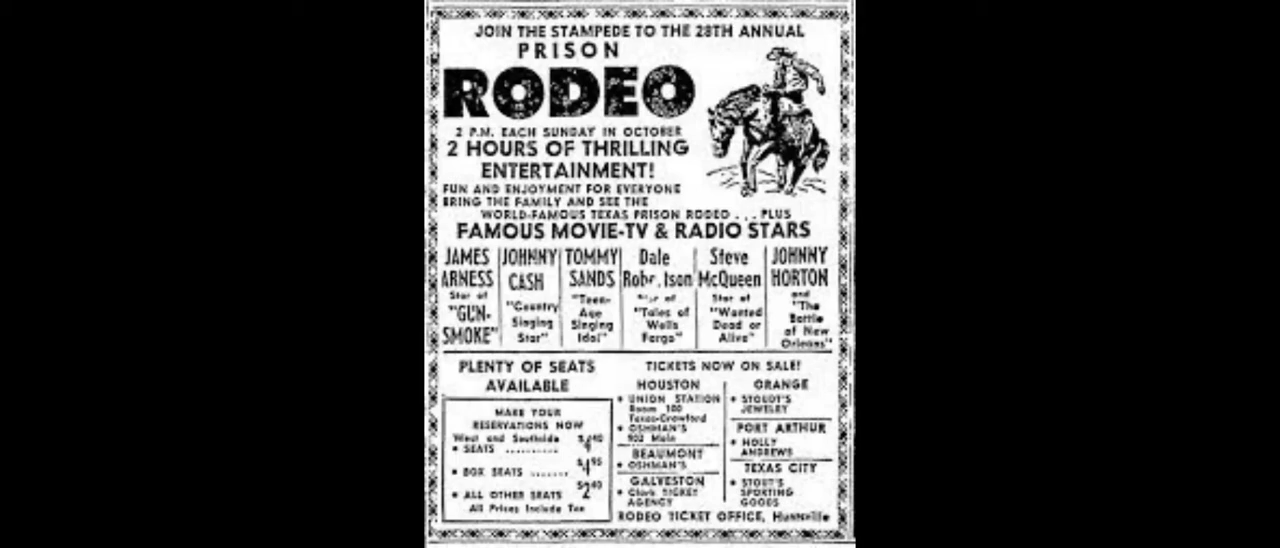 JOIN THE STAMPEDE TO THE 28TH ANNUAL
PRISON
RODEO
2 P.M. EACH SUNDAY IN OCTOBER
2 HOURS OF THRILLING
ENTERTAINMENT!
FUN AND ENJOYMENT FOR EVERYONE
BRING THE FAMILY AND SEE THE
WORLD-FAMOUS TEXAS PRISON RODEO . . . PLUS
FAMOUS MOVIE-TV & RADIO STARS
JAMES
ARNESS
Star of
"GUN-
SMOKE"
JOHNNY
CASH
"Country
Singing
Star"
TOMMY
SANDS
"Teen-
Age
Singing
Idol"
Dale
"Tales of
Wells
Fargo"
Steve
McQueen
Star of
"Wanted
Dead or
Alive"
JOHNNY
HORTON
and
"The
Battle
of New
Orleans"
PLENTY OF SEATS
AVAILABLE
MAKE YOUR
RESERVATIONS NOW
West and Southside
• SEATS ..........
• BOX SEATS ....... $4.95
• ALL OTHER SEATS $2.40
All Prices Include Tax
TICKETS NOW ON SALE!
HOUSTON
• UNION STATION
Room 100
Texas-Crawford
• OSHMAN'S
902 Main
BEAUMONT
• OSHMAN'S
GALVESTON
• Clark TICKET
AGENCY
ORANGE
• STOUDT'S
JEWELRY
PORT ARTHUR
• HOLLY
ANDREWS
TEXAS CITY
• STOUT'S
SPORTING
GOODS
RODEO TICKET OFFICE, Huntsville